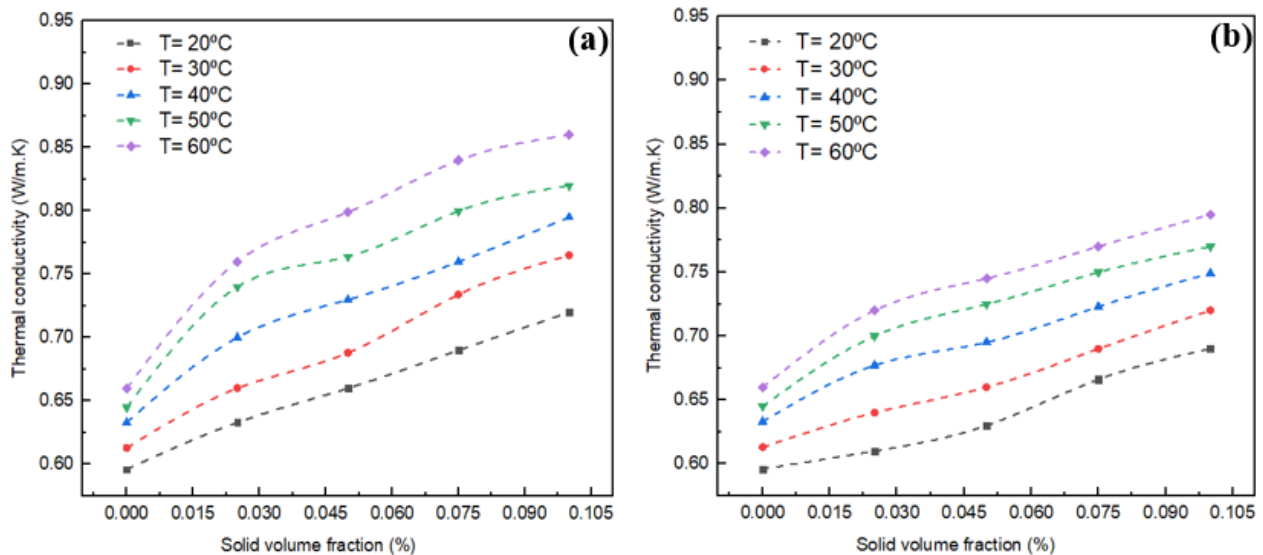 (a)
T= 20ºC
T= 30ºC
T= 40ºC
T= 50ºC
T= 60ºC
0.95
0.90
0.85
0.80
0.75
0.70
0.65
0.60
Thermal conductivity (W/m.K)
0.000 0.015 0.030 0.045 0.060 0.075 0.090 0.105
Solid volume fraction (%)
(b)
T= 20ºC
T= 30ºC
T= 40ºC
T= 50ºC
T= 60ºC
0.95
0.90
0.85
0.80
0.75
0.70
0.65
0.60
Thermal conductivity (W/m.K)
0.000 0.015 0.030 0.045 0.060 0.075 0.090 0.105
Solid volume fraction (%)